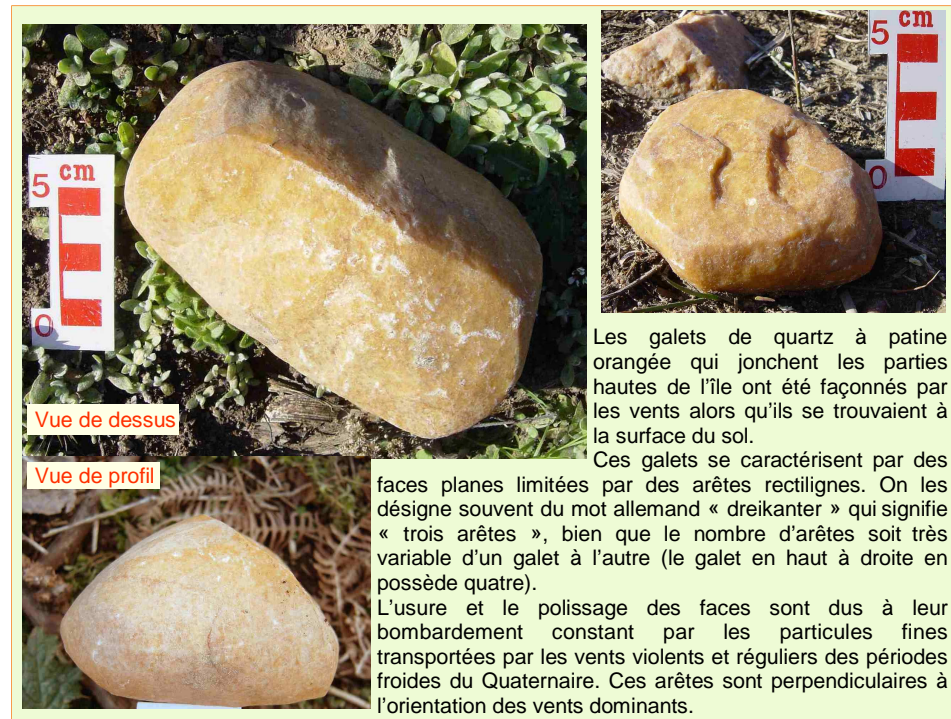 cm
5
0
cm
5
0
Vue de dessus
Vue de profil
Les galets de quartz à patine
orangée qui jonchent les parties
hautes de l'île ont été façonnés par
les vents alors qu'ils se trouvaient à
la surface du sol.
Ces galets se caractérisent par des
faces planes limitées par des arêtes rectilignes. On les
désigne souvent du mot allemand « dreikanter » qui signifie
« trois arêtes », bien que le nombre d'arêtes soit très
variable d'un galet à l'autre (le galet en haut à droite en
possède quatre).
L'usure et le polissage des faces sont dus à leur
bombardement constant par les particules fines
transportées par les vents violents et réguliers des périodes
froides du Quaternaire. Ces arêtes sont perpendiculaires à
l'orientation des vents dominants.